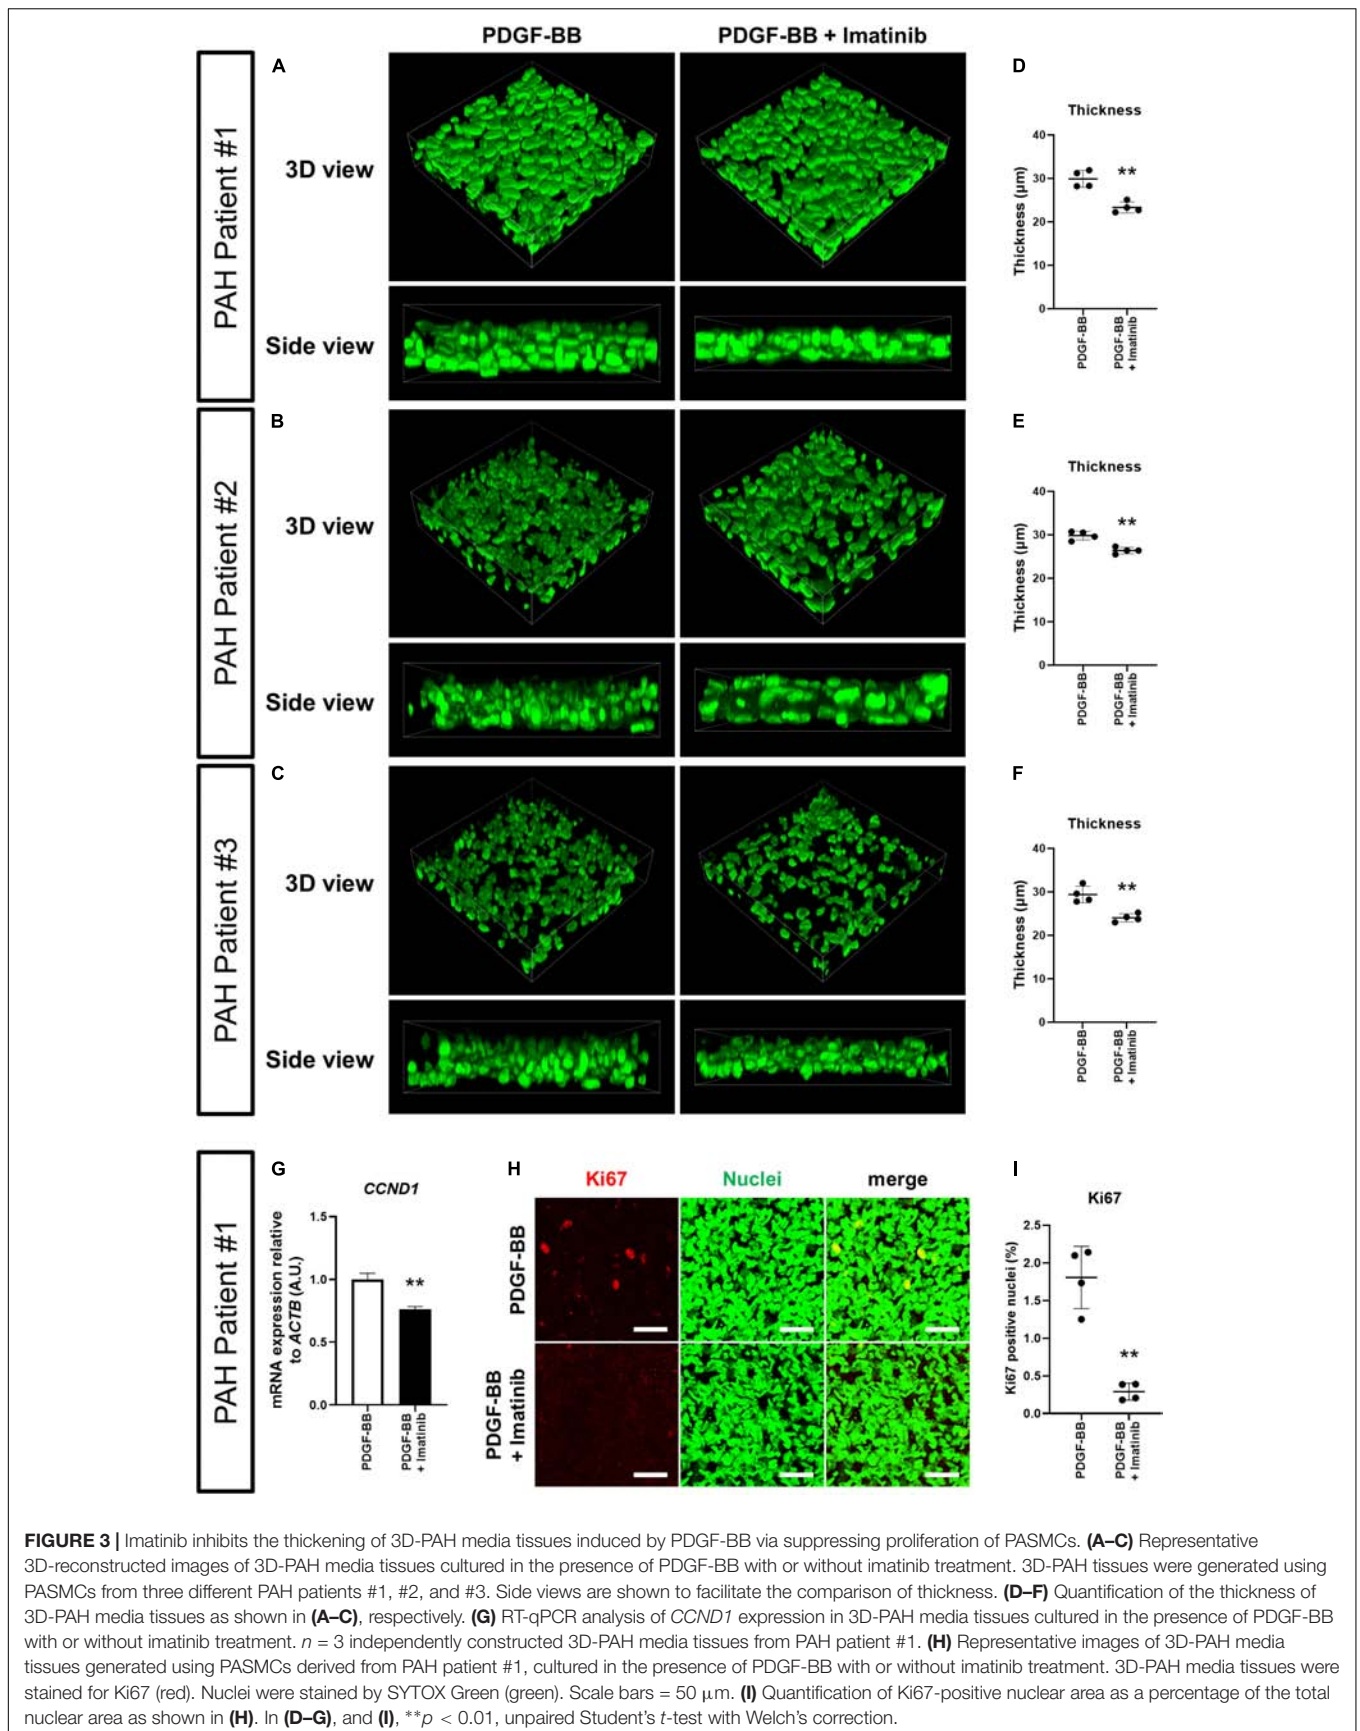 PDGF-BB
PDGF-BB + Imatinib
PAH Patient #1
A
3D view
Side view
D
Thickness
Thickness (μm)
40
30
20
10
0
**
PDGF-BB
PDGF-BB
+ Imatinib
PAH Patient #2
B
3D view
Side view
E
Thickness
Thickness (μm)
40
30
20
10
0
**
PDGF-BB
PDGF-BB
+ Imatinib
PAH Patient #3
C
3D view
Side view
F
Thickness
Thickness (μm)
40
30
20
10
0
**
PDGF-BB
PDGF-BB
+ Imatinib
PAH Patient #1
G
CCND1
mRNA expression relative
to ACTB (A.U.)
1.5
1.0
0.5
0.0
**
PDGF-BB
PDGF-BB
+ Imatinib
H
Ki67
Nuclei
merge
PDGF-BB
PDGF-BB
+ Imatinib
I
Ki67
Ki67 positive nuclei (%)
2.5
2.0
1.5
1.0
0.5
0.0
**
PDGF-BB
PDGF-BB
+ Imatinib
FIGURE 3 | Imatinib inhibits the thickening of 3D-PAH media tissues induced by PDGF-BB via suppressing proliferation of PASMCs. (A–C) Representative
3D-reconstructed images of 3D-PAH media tissues cultured in the presence of PDGF-BB with or without imatinib treatment. 3D-PAH tissues were generated using
PASMCs from three different PAH patients #1, #2, and #3. Side views are shown to facilitate the comparison of thickness. (D–F) Quantification of the thickness of
3D-PAH media tissues as shown in (A–C), respectively. (G) RT-qPCR analysis of CCND1 expression in 3D-PAH media tissues cultured in the presence of PDGF-BB
with or without imatinib treatment. n = 3 independently constructed 3D-PAH media tissues from PAH patient #1. (H) Representative images of 3D-PAH media
tissues generated using PASMCs derived from PAH patient #1, cultured in the presence of PDGF-BB with or without imatinib treatment. 3D-PAH media tissues were
stained for Ki67 (red). Nuclei were stained by SYTOX Green (green). Scale bars = 50 μm. (I) Quantification of Ki67-positive nuclear area as a percentage of the total
nuclear area as shown in (H). In (D–G), and (I), **p < 0.01, unpaired Student's t-test with Welch's correction.